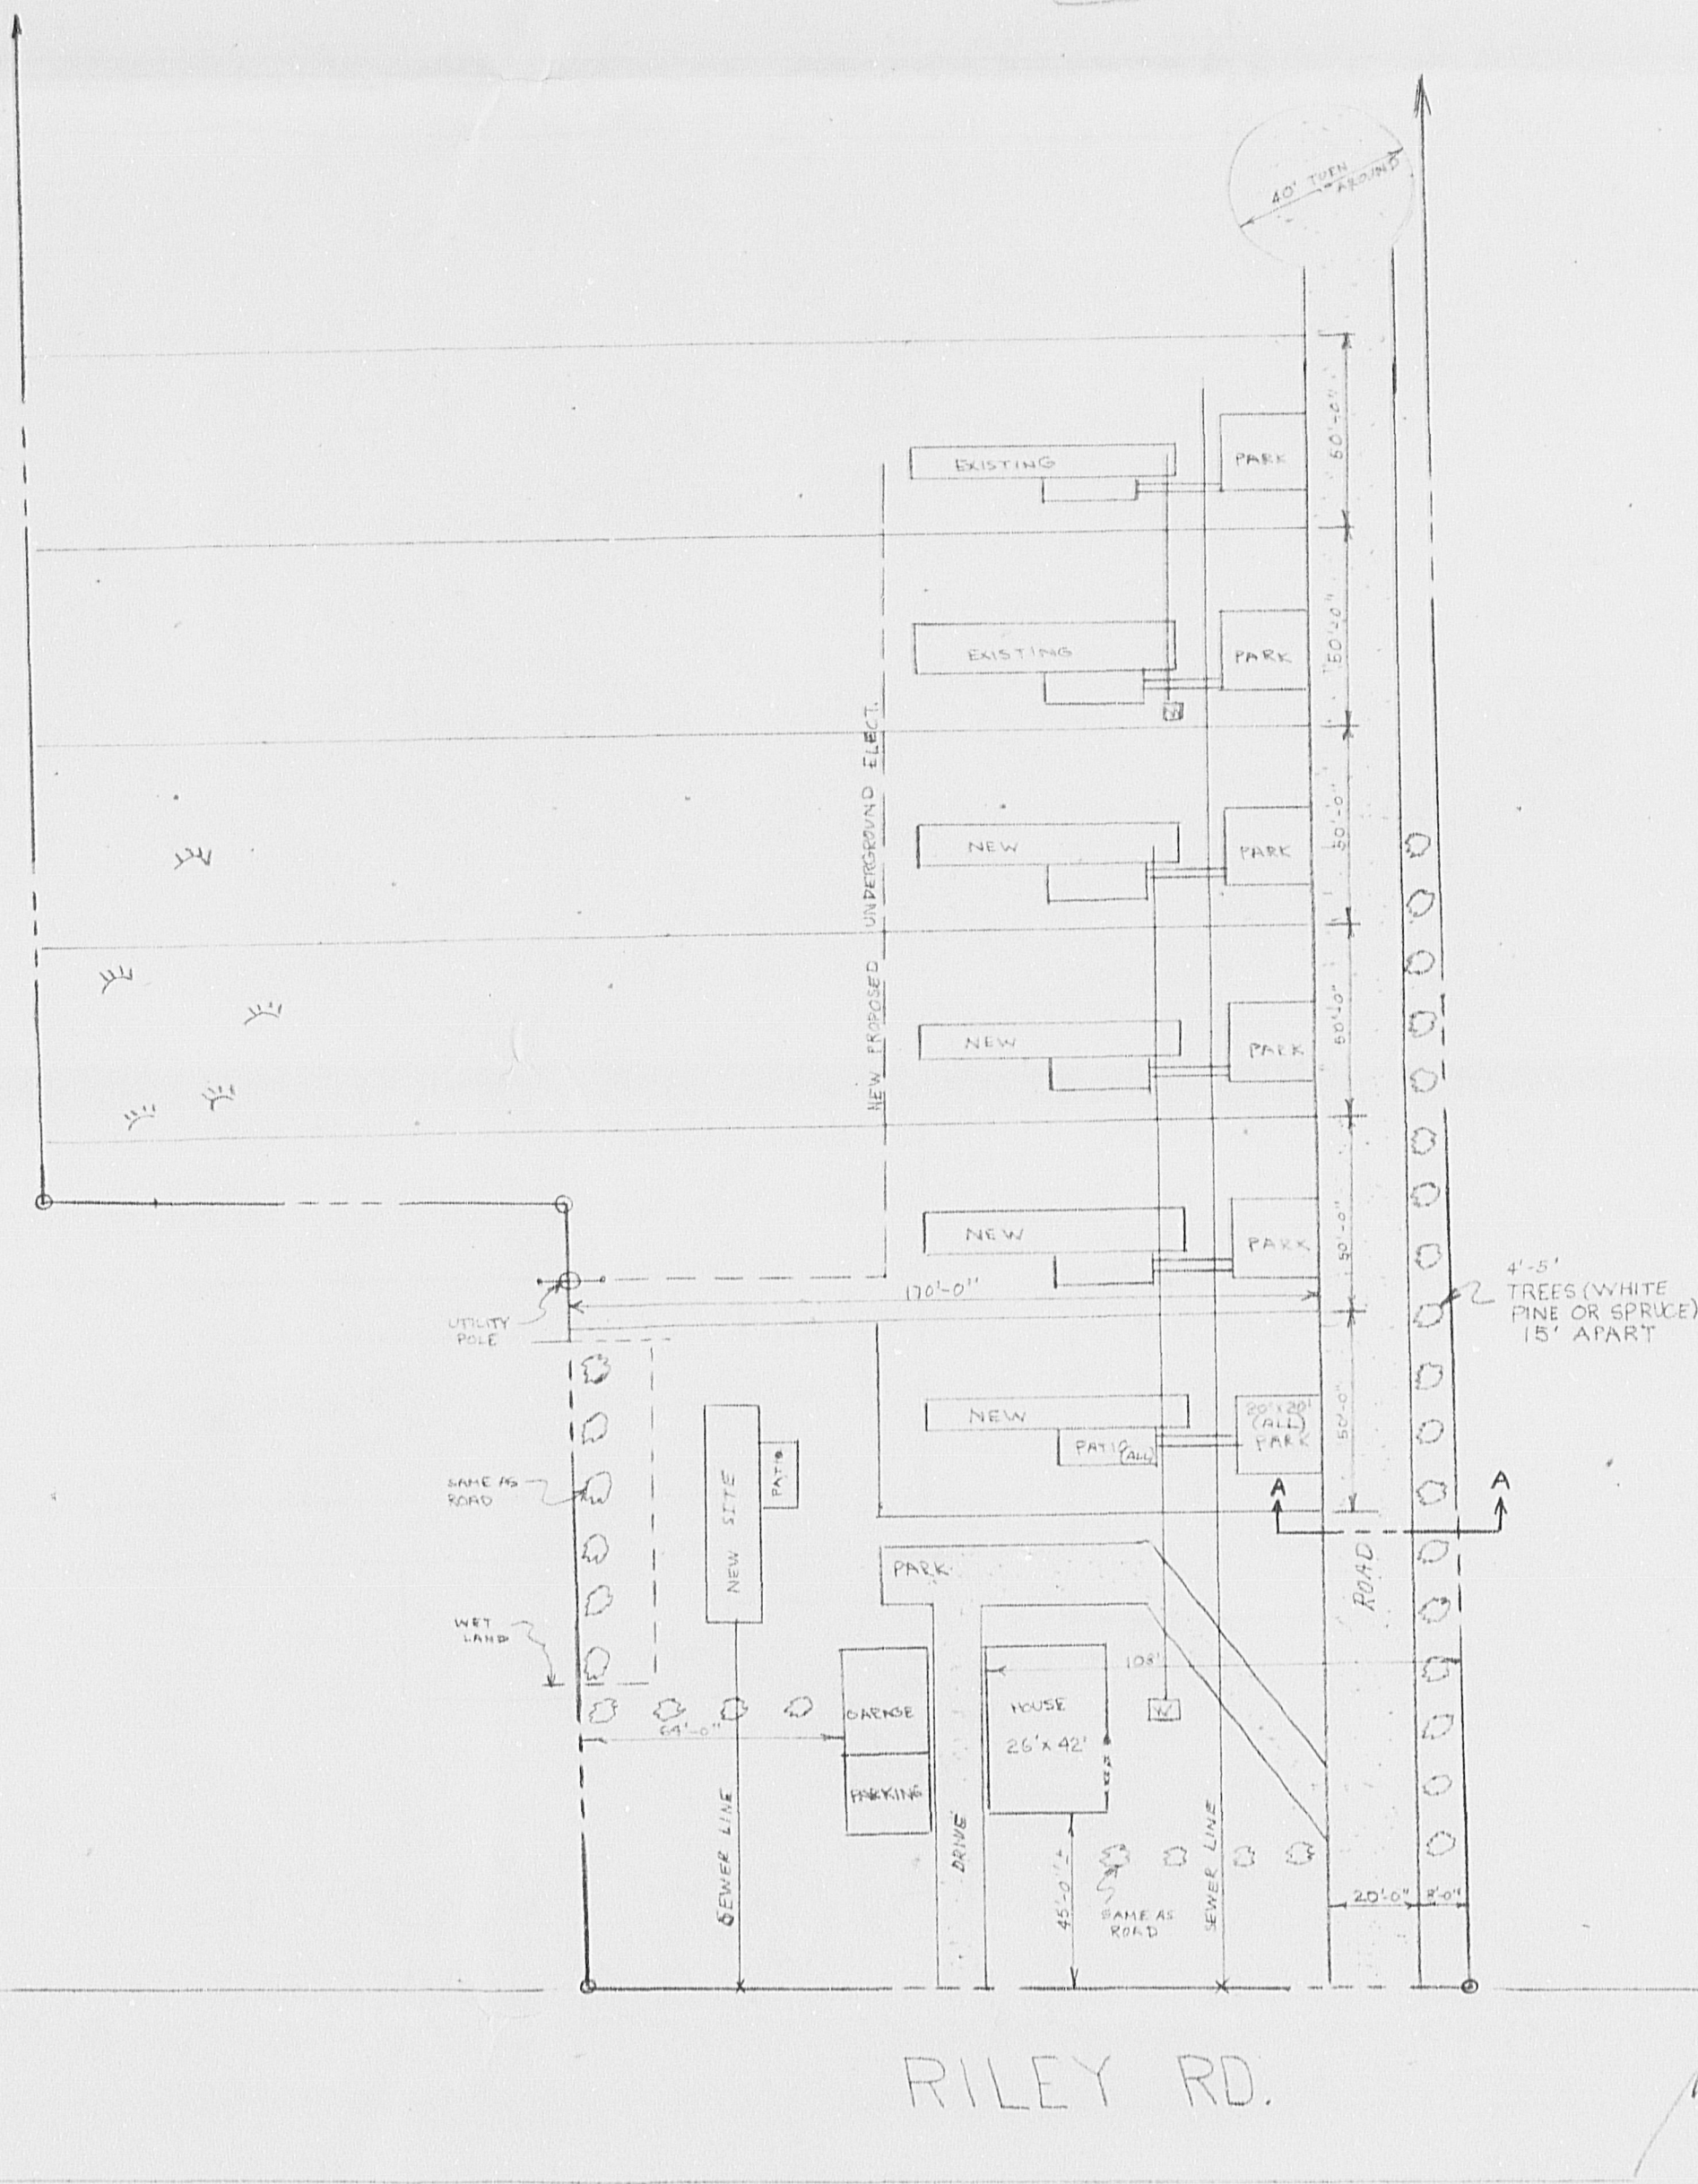 40' TURN
AROUND
50'-0"
EXISTING
PARK
50'-0"
EXISTING
PARK
NEW PROPOSED UNDERGROUND ELECT.
50'-0"
NEW
PARK
50'-0"
NEW
PARK
50'-0"
NEW
PARK
170'-0"
UTILITY
POLE
4'-5'
TREES (WHITE
PINE OR SPRUCE)
15' APART
50'-0"
NEW
PATIO
(ALL)
20'x20'
(ALL)
PARK
SAME AS
ROAD
NEW SITE
PATIO
A
A
ROAD
PARK
WET
LAND
108'
GARAGE
HOUSE
26'x42'
64'-0"
PARKING
SEWER LINE
DRIVE
45'-0"±
SAME AS
ROAD
SEWER LINE
20'-0"
RILEY RD.